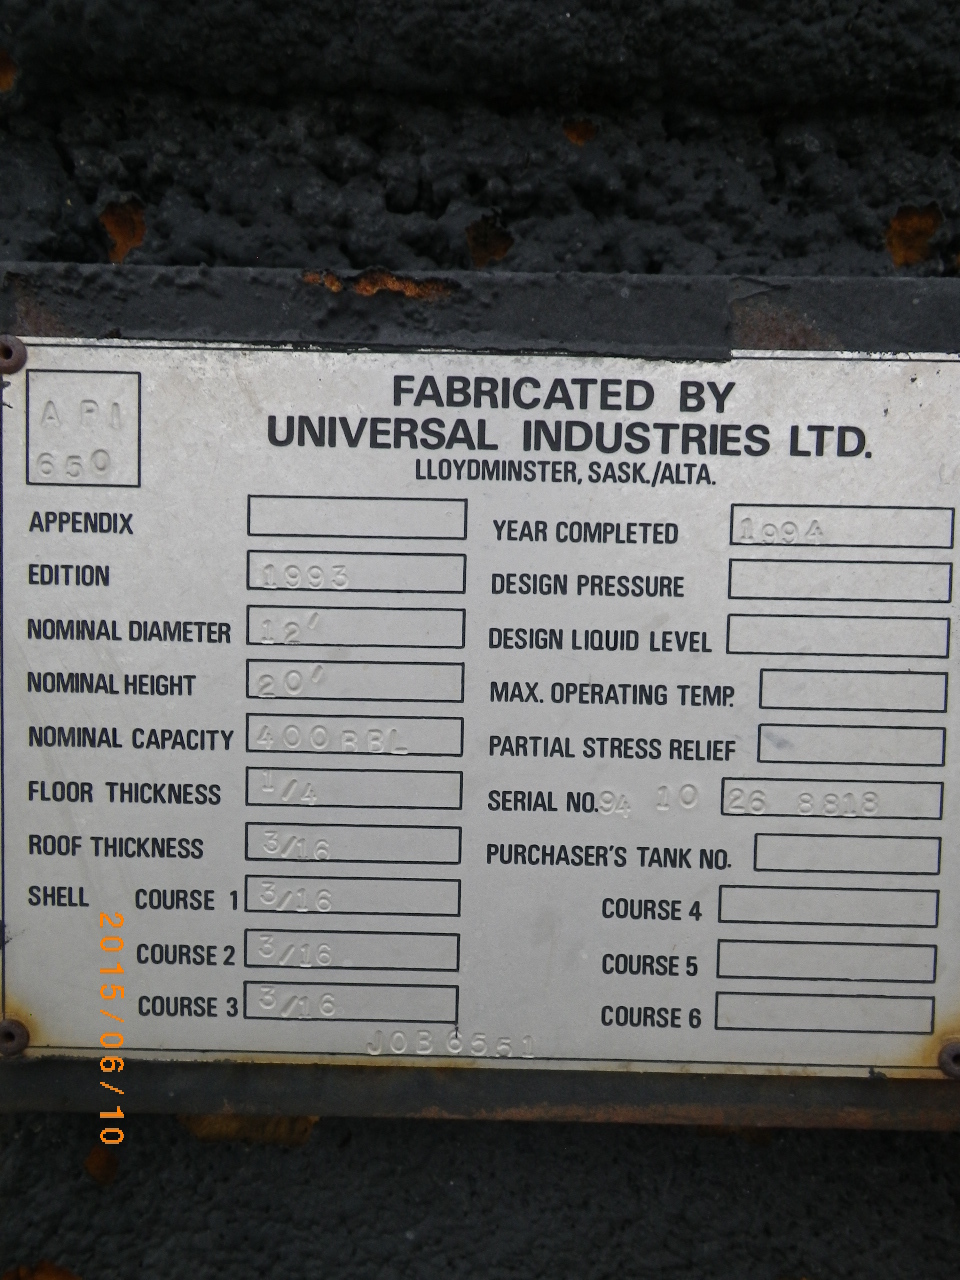 API
650
FABRICATED BY
UNIVERSAL INDUSTRIES LTD.
LLOYDMINSTER, SASK./ALTA.
APPENDIX
EDITION 1993
NOMINAL DIAMETER 12'
NOMINAL HEIGHT 20'
NOMINAL CAPACITY 400BBL
FLOOR THICKNESS 1/4
ROOF THICKNESS 3/16
SHELL COURSE 1 3/16
COURSE 2 3/16
COURSE 3 3/16
YEAR COMPLETED 1994
DESIGN PRESSURE
DESIGN LIQUID LEVEL
MAX. OPERATING TEMP.
PARTIAL STRESS RELIEF
SERIAL NO. 94 10 26 8818
PURCHASER'S TANK NO.
COURSE 4
COURSE 5
COURSE 6
JOB 6551
2015/06/10